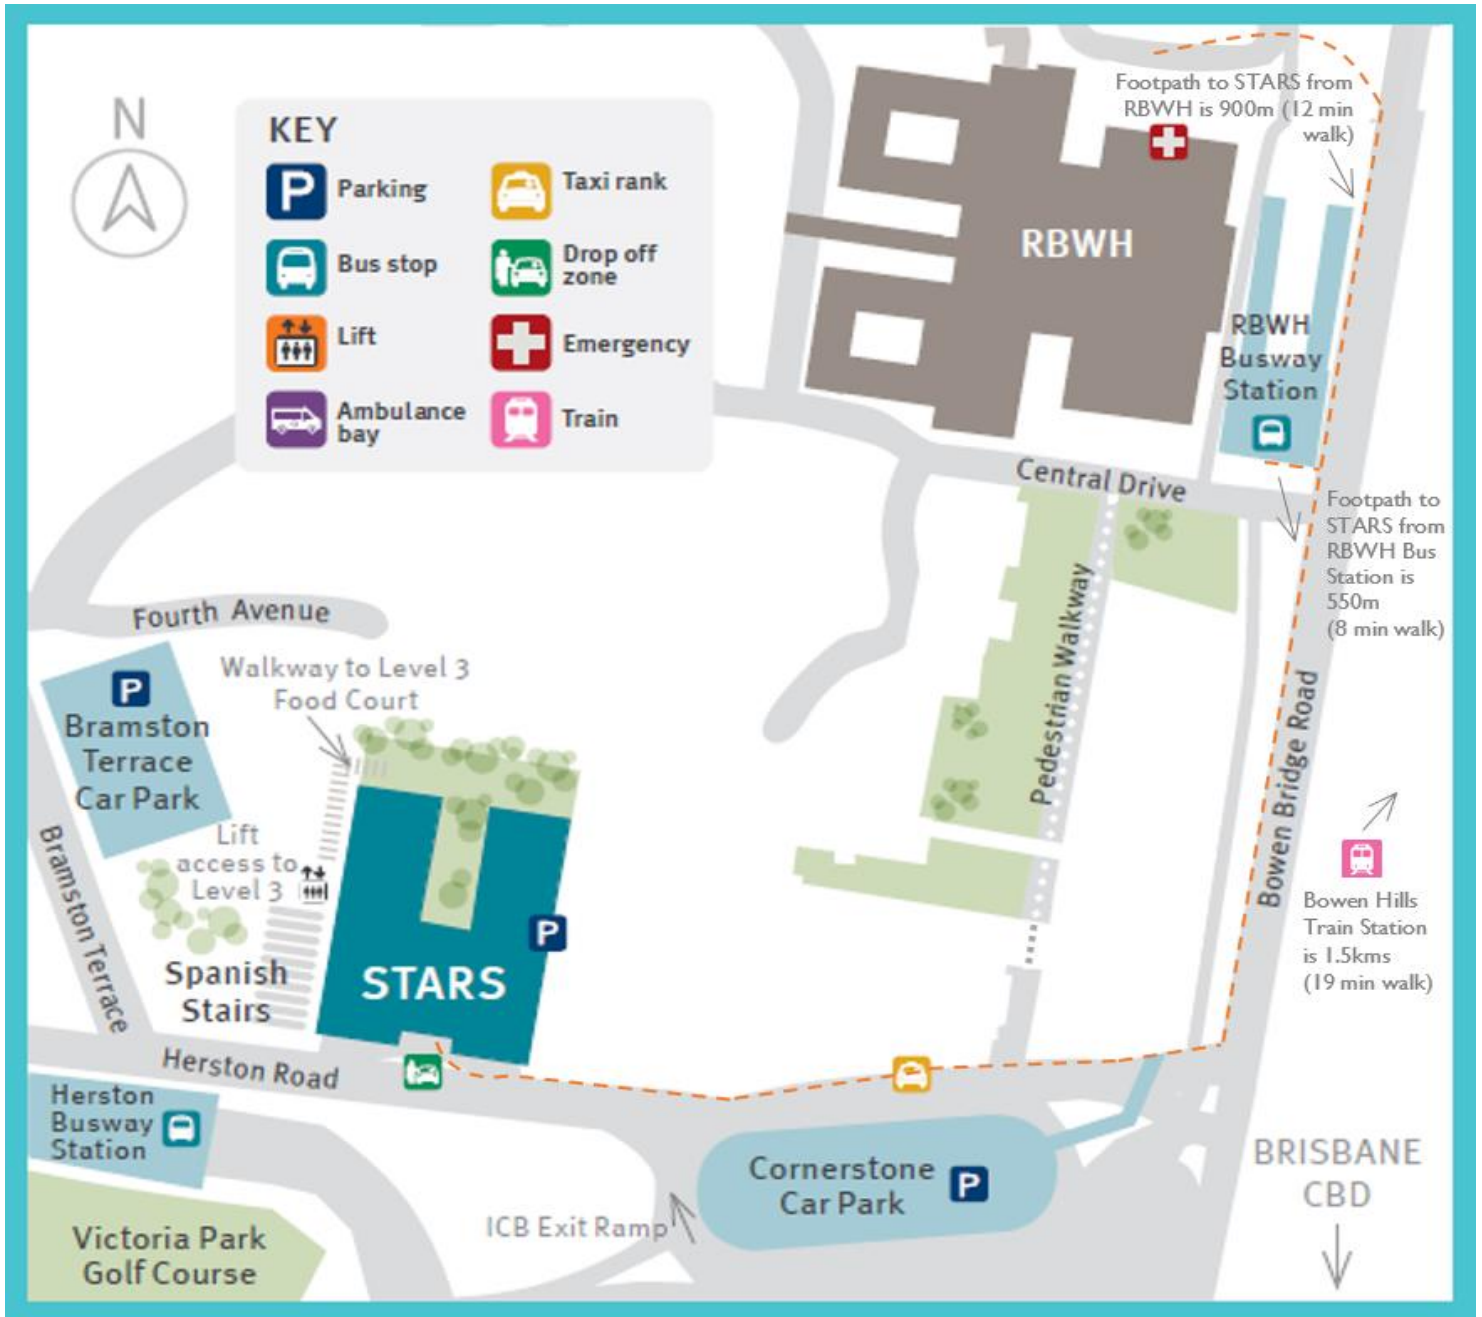 N
KEY
P
Parking
Taxi rank
Bus stop
Drop off
zone
Lift
Emergency
Ambulance
bay
Train
Footpath to STARS from
RBWH is 900m (12 min
walk)
RBWH
RBWH
Busway
Station
Central Drive
Footpath to
STARS from
RBWH Bus
Station is
550m
(8 min walk)
Fourth Avenue
Walkway to Level 3
Food Court
P
Bramston
Terrace
Car Park
Pedestrian Walkway
Bowen Bridge Road
Lift
access to
Level 3
Bramston Terrace
P
Bowen Hills
Train Station
is 1.5kms
(19 min walk)
STARS
Spanish
Stairs
Herston Road
Herston
Busway
Station
Cornerstone
Car Park
P
BRISBANE
CBD
ICB Exit Ramp
Victoria Park
Golf Course